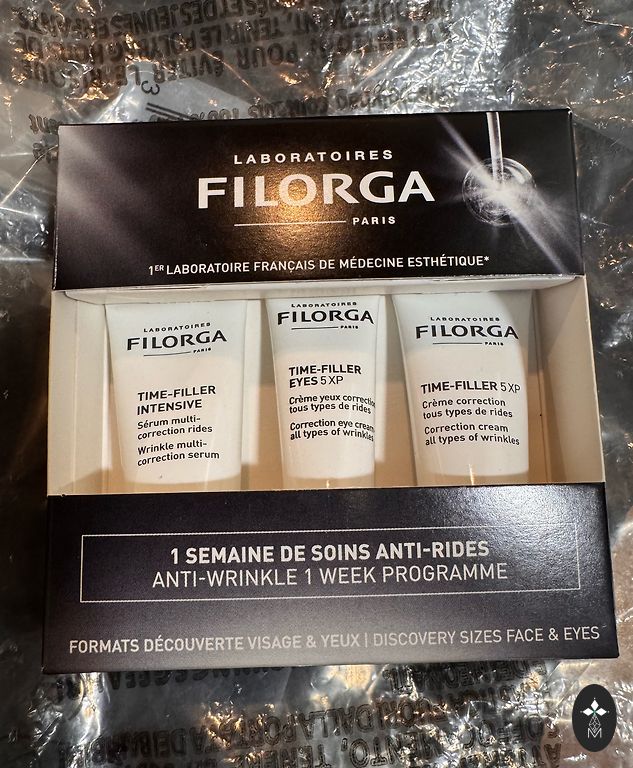 LABORATOIRES
FILORGA
PARIS
1ER LABORATOIRE FRANÇAIS DE MÉDECINE ESTHÉTIQUE*
LABORATOIRES
FILORGA
PARIS
TIME-FILLER
INTENSIVE
Sérum multi-
correction rides
Wrinkle multi-
correction serum
LABORATOIRES
FILORGA
PARIS
TIME-FILLER
EYES 5 XP
Crème yeux correction
tous types de rides
Correction eye cream
all types of wrinkles
LABORATOIRES
FILORGA
PARIS
TIME-FILLER 5 XP
Crème correction
tous types de rides
Correction cream
all types of wrinkles
1 SEMAINE DE SOINS ANTI-RIDES
ANTI-WRINKLE 1 WEEK PROGRAMME
FORMATS DÉCOUVERTE VISAGE & YEUX | DISCOVERY SIZES FACE & EYES
M